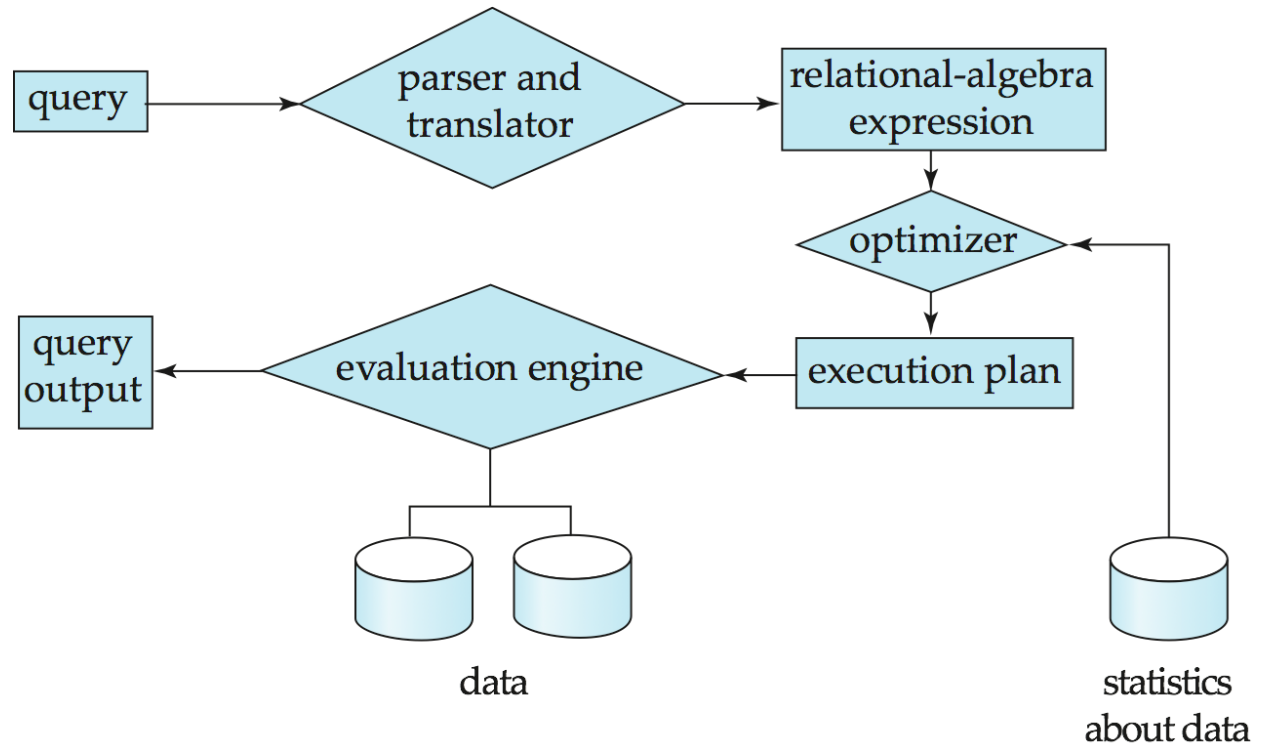 query
parser and
translator
relational-algebra
expression
optimizer
query
output
evaluation engine
execution plan
data
statistics
about data